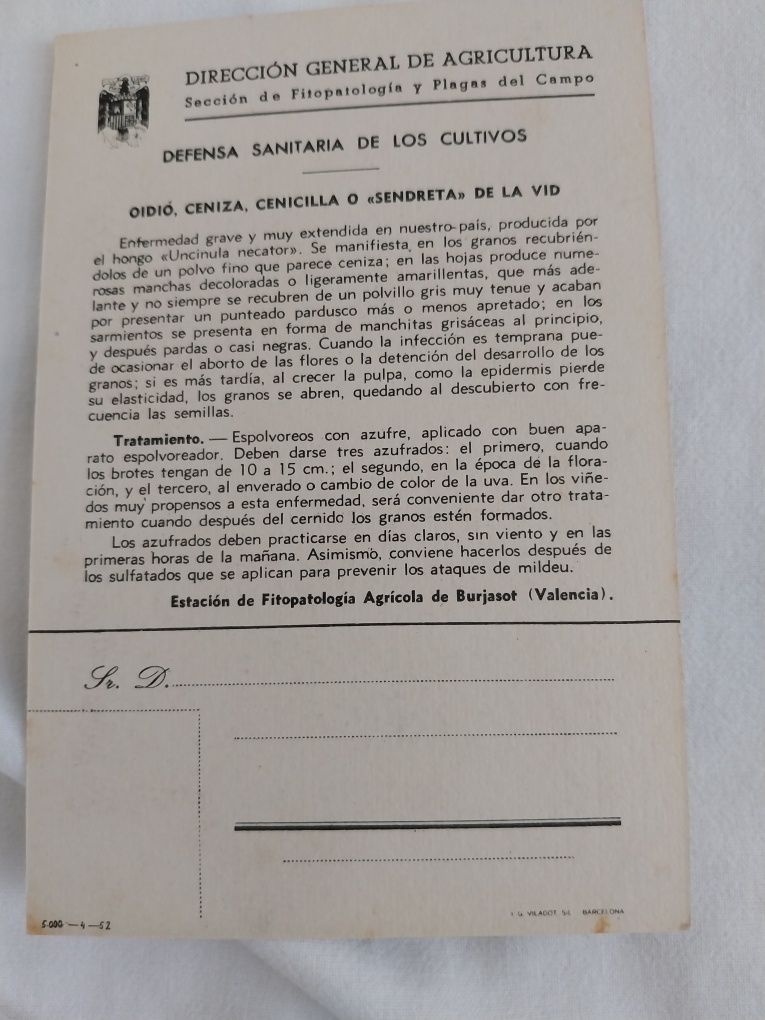 DIRECCIÓN GENERAL DE AGRICULTURA
Sección de Fitopatología y Plagas del Campo
DEFENSA SANITARIA DE LOS CULTIVOS
OIDIÓ, CENIZA, CENICILLA O «SENDRETA» DE LA VID
Enfermedad grave y muy extendida en nuestro país, producida por
el hongo «Uncinula necator». Se manifiesta en los granos recubrién-
dolos de un polvo fino que parece ceniza; en las hojas produce nume-
rosas manchas decoloradas o ligeramente amarillentas, que más ade-
lante y no siempre se recubren de un polvillo gris muy tenue y acaban
por presentar un punteado pardusco más o menos apretado; en los
sarmientos se presenta en forma de manchitas grisáceas al principio,
y después pardas o casi negras. Cuando la infección es temprana pue-
de ocasionar el aborto de las flores o la detención del desarrollo de los
granos; si es más tardía, al crecer la pulpa, como la epidermis pierde
su elasticidad, los granos se abren, quedando al descubierto con fre-
cuencia las semillas.
Tratamiento. — Espolvoreos con azufre, aplicado con buen apa-
rato espolvoreador. Deben darse tres azufrados: el primero, cuando
los brotes tengan de 10 a 15 cm.; el segundo, en la época de la flora-
ción, y el tercero, al enverado o cambio de color de la uva. En los viñe-
dos muy propensos a esta enfermedad, será conveniente dar otro trata-
miento cuando después del cernido los granos estén formados.
Los azufrados deben practicarse en días claros, sin viento y en las
primeras horas de la mañana. Asimismo, conviene hacerlos después de
los sulfatados que se aplican para prevenir los ataques de mildeu.
Estación de Fitopatología Agrícola de Burjasot (Valencia).
Sr. D.
5.000 — 4 — 52
G. VILADOT, S.L. BARCELONA